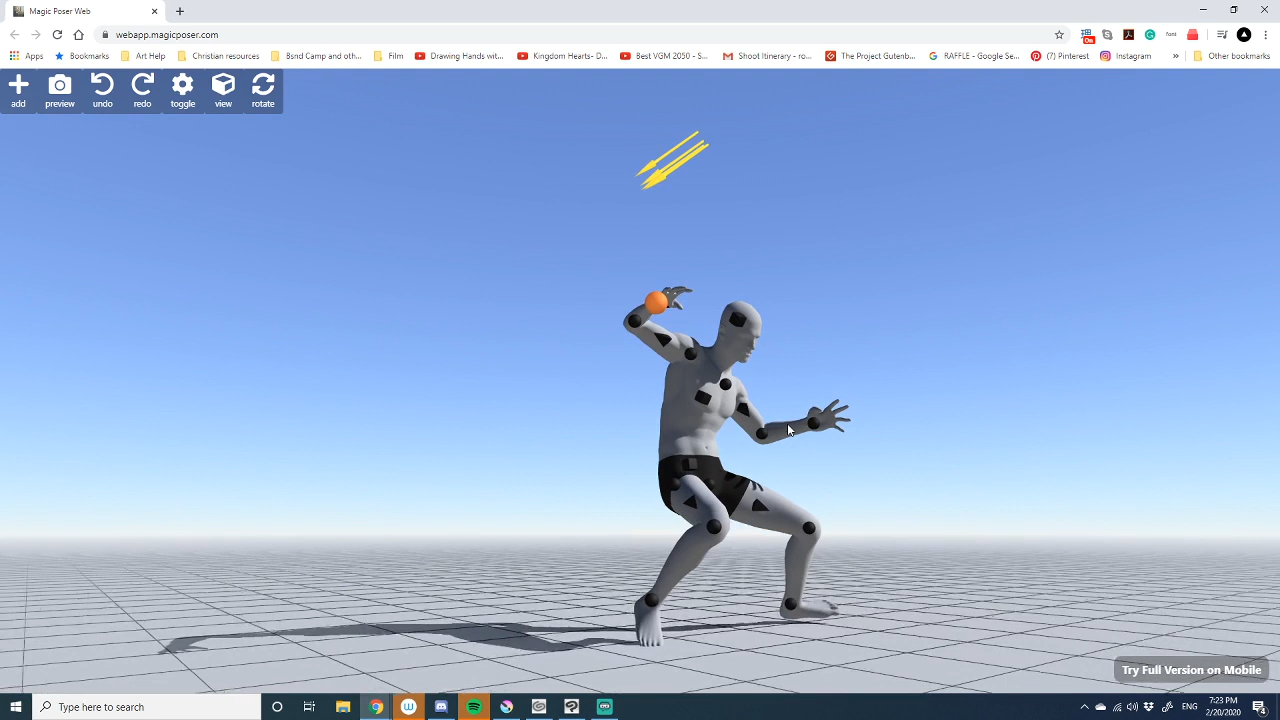 Magic Poser Web
webapp.magicposer.com
On
font
Apps Bookmarks Art Help Christian resources Bsnd Camp and oth... Film Drawing Hands wit... Kingdom Hearts- D... Best VGM 2050 - S... Shoot Itinerary - ro... The Project Gutenb... RAFFLE - Google Se... (7) Pinterest Instagram » Other bookmarks
add preview undo redo toggle view rotate
Try Full Version on Mobile
Type here to search
ENG
7:23 PM
2/20/2020